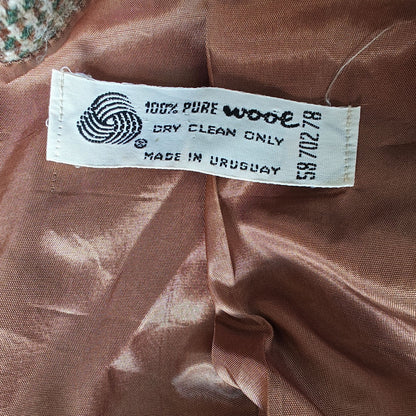 100% PURE wool
DRY CLEAN ONLY
®
MADE IN URUGUAY
58 702 78